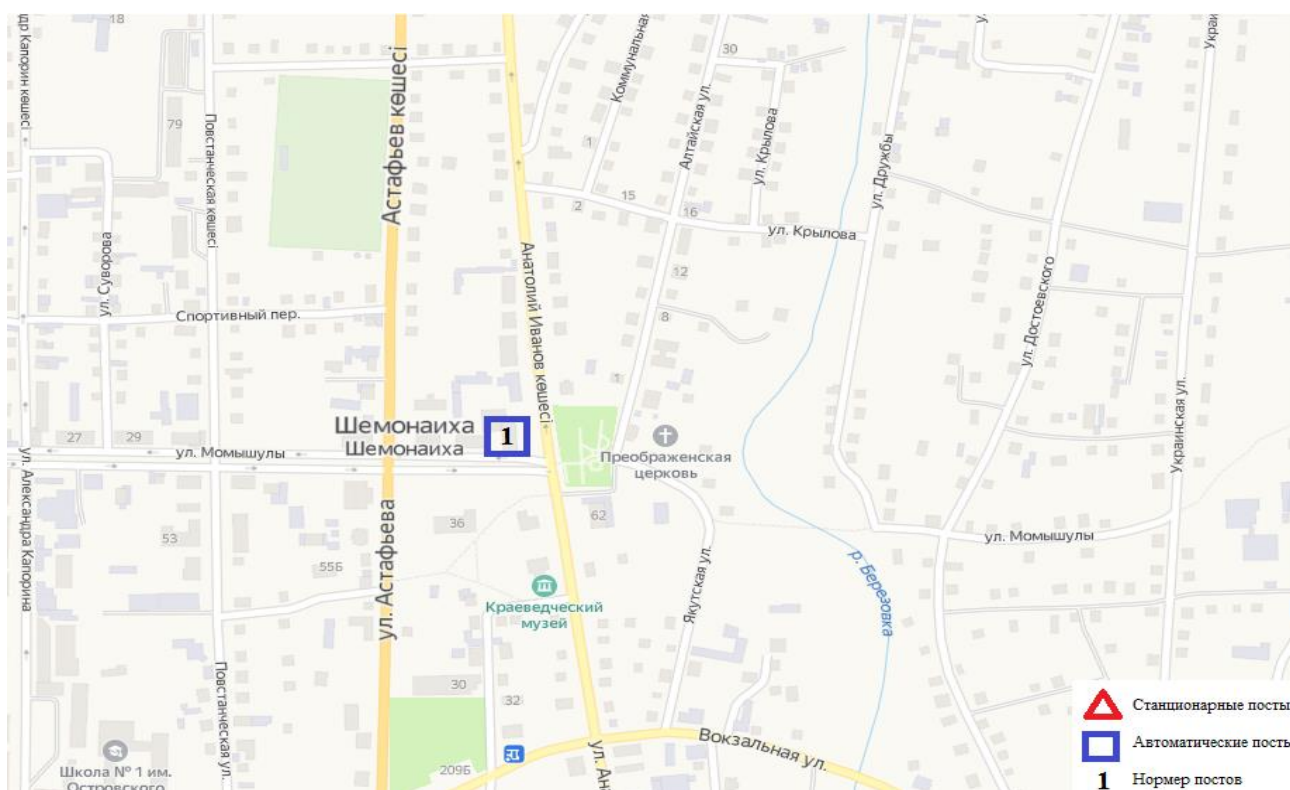 18
др Капорин көшесі
79
Повстанческая көшесі
ул. Суворова
Спортивный пер.
Астафьев көшесі
Анатолий Иванов көшесі
Коммунальная
1
2
15
30
Алтайская ул.
ул. Крылова
16
ул. Крылова
12
8
1
ул. Дружбы
ул. Достоевского
Украи
Украинская ул.
27
29
ул. Момышулы
Шемонаиха
Шемонаиха
1
Преображенская
церковь
53
55Б
36
62
ул. Александра Капорина
ул. Астафьева
Краеведческий
музей
Якутская ул.
р. Березовка
ул. Момышулы
Повстанческая ул.
30
32
209Б
ул. Ані
Вокзальная ул.
Школа № 1 им.
Островского
Станционарные посты
Автоматические посты
1 Нормер постов